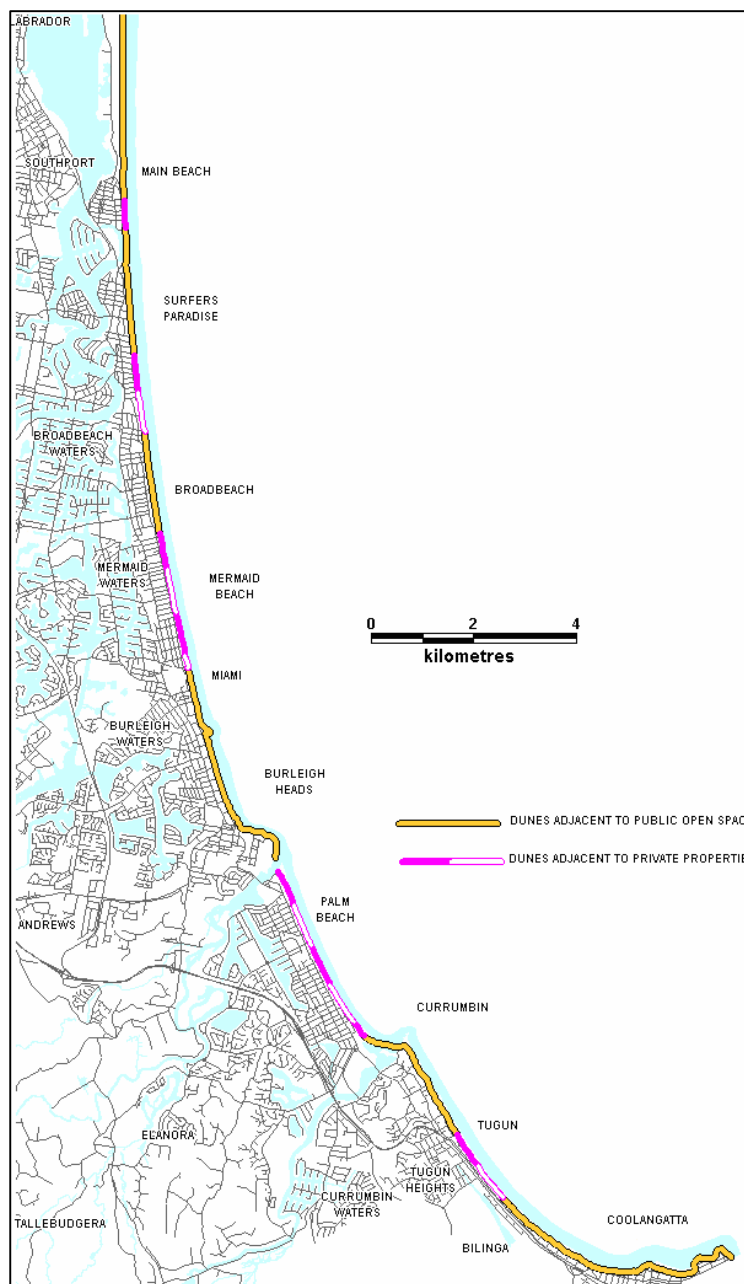 LABRADOR
SOUTHPORT
MAIN BEACH
SURFERS
PARADISE
BROADBEACH
WATERS
BROADBEACH
MERMAID
WATERS
MERMAID
BEACH
0 2 4
kilometres
MIAMI
BURLEIGH
WATERS
BURLEIGH
HEADS
DUNES ADJACENT TO PUBLIC OPEN SPAC
DUNES ADJACENT TO PRIVATE PROPERTIE
PALM
BEACH
ANDREWS
CURRUMBIN
TUGUN
ELANORA
TUGUN
HEIGHTS
CURRUMBIN
WATERS
TALLEBUDGERA
COOLANGATTA
BILINGA